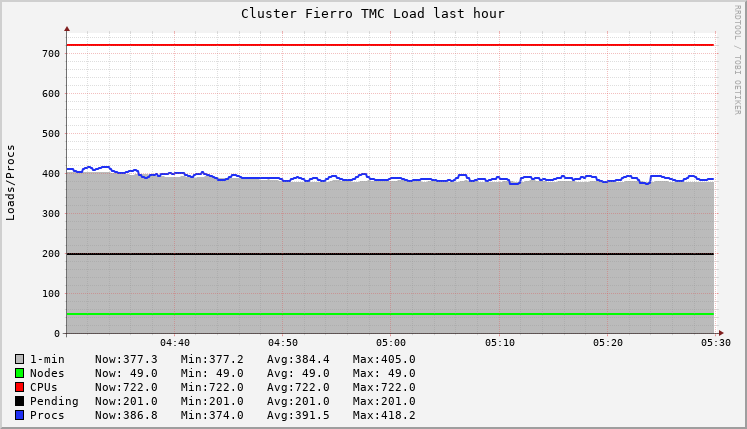 Cluster Fierro TMC Load last hour
RRDTOOL / TOBI OETIKER
Loads/Procs
700
600
500
400
300
200
100
0
04:40 04:50 05:00 05:10 05:20 05:30
1-min Now:377.3 Min:377.2 Avg:384.4 Max:405.0
Nodes Now: 49.0 Min: 49.0 Avg: 49.0 Max: 49.0
CPUs Now:722.0 Min:722.0 Avg:722.0 Max:722.0
Pending Now:201.0 Min:201.0 Avg:201.0 Max:201.0
Procs Now:386.8 Min:374.0 Avg:391.5 Max:418.2